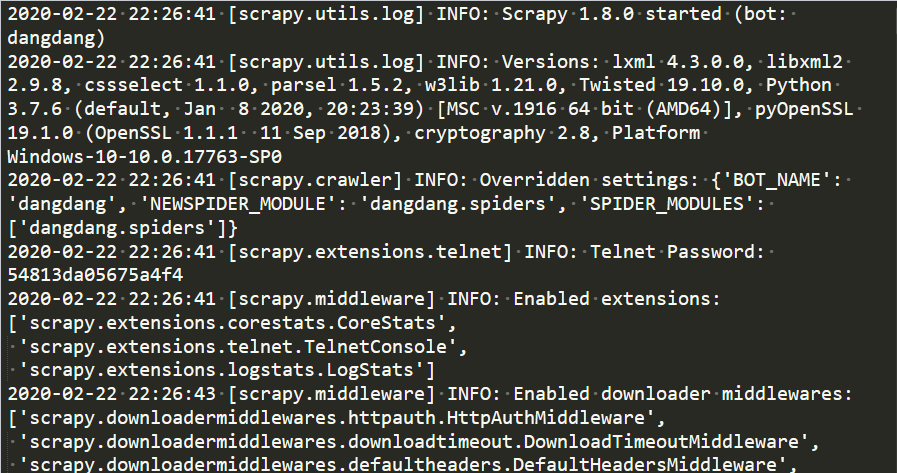 2020-02-22 22:26:41 [scrapy.utils.log] INFO: Scrapy 1.8.0 started (bot:
dangdang)
2020-02-22 22:26:41 [scrapy.utils.log] INFO: Versions: lxml 4.3.0.0, libxml2
2.9.8, cssselect 1.1.0, parsel 1.5.2, w3lib 1.21.0, Twisted 19.10.0, Python
3.7.6 (default, Jan  8 2020, 20:23:39) [MSC v.1916 64 bit (AMD64)], pyOpenSSL
19.1.0 (OpenSSL 1.1.1  11 Sep 2018), cryptography 2.8, Platform
Windows-10-10.0.17763-SP0
2020-02-22 22:26:41 [scrapy.crawler] INFO: Overridden settings: {'BOT_NAME':
'dangdang', 'NEWSPIDER_MODULE': 'dangdang.spiders', 'SPIDER_MODULES':
['dangdang.spiders']}
2020-02-22 22:26:41 [scrapy.extensions.telnet] INFO: Telnet Password:
54813da05675a4f4
2020-02-22 22:26:41 [scrapy.middleware] INFO: Enabled extensions:
['scrapy.extensions.corestats.CoreStats',
 'scrapy.extensions.telnet.TelnetConsole',
 'scrapy.extensions.logstats.LogStats']
2020-02-22 22:26:43 [scrapy.middleware] INFO: Enabled downloader middlewares:
['scrapy.downloadermiddlewares.httpauth.HttpAuthMiddleware',
 'scrapy.downloadermiddlewares.downloadtimeout.DownloadTimeoutMiddleware',
 'scrapy.downloadermiddlewares.defaultheaders.DefaultHeadersMiddleware',